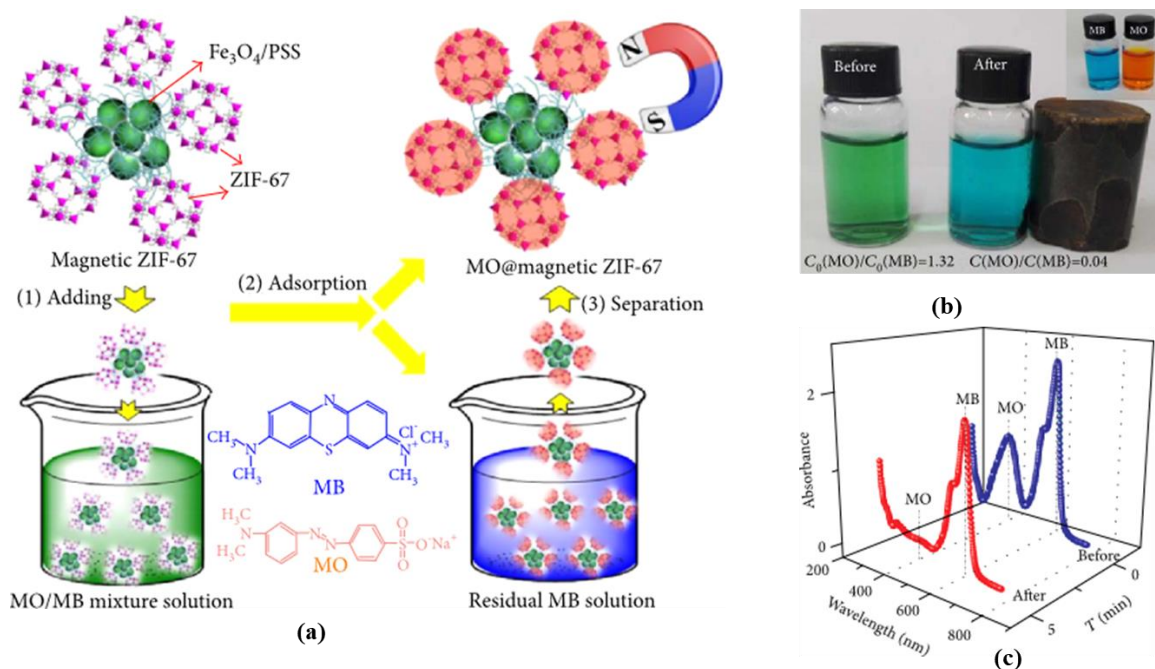 Fe₃O₄/PSS
ZIF-67
Magnetic ZIF-67
(1) Adding
(2) Adsorption
N
S
MO@magnetic ZIF-67
(3) Separation
N
H₃C
N
CH₃
CH₃
S
Cl⁻
N⁺
CH₃
CH₃
MB
H₃C
N
H₃C
N
N
O
S
O
O Na⁺
MO
MO/MB mixture solution
Residual MB solution
(a)
Before
After
MB
MO
C₀(MO)/C₀(MB)=1.32 C(MO)/C(MB)=0.04
(b)
MB
MB
MO
MO
2
Absorbance
0
200
400
600
800
Wavelength (nm)
Before
After
0
5
T (min)
(c)